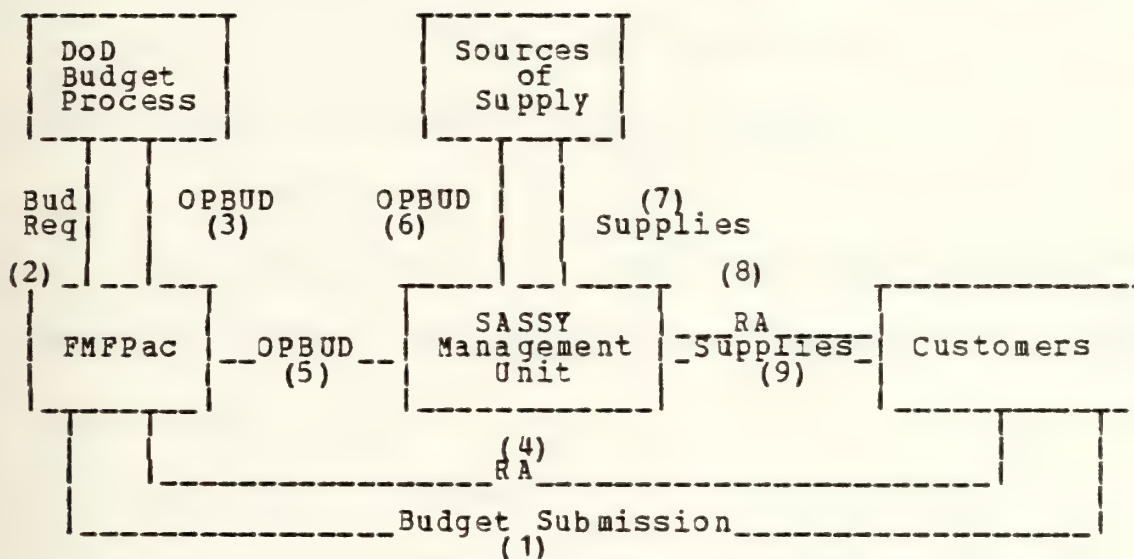 DoD
Budget
Process
Sources
of
Supply
Bud
Req
OPBUD
(3)
OPBUD
(6)
(7)
Supplies
(2)
(8)
FMFPac
OPBUD
(5)
SASSY
Management
Unit
RA
Supplies
(9)
Customers
(4)
RA
Budget Submission
(1)